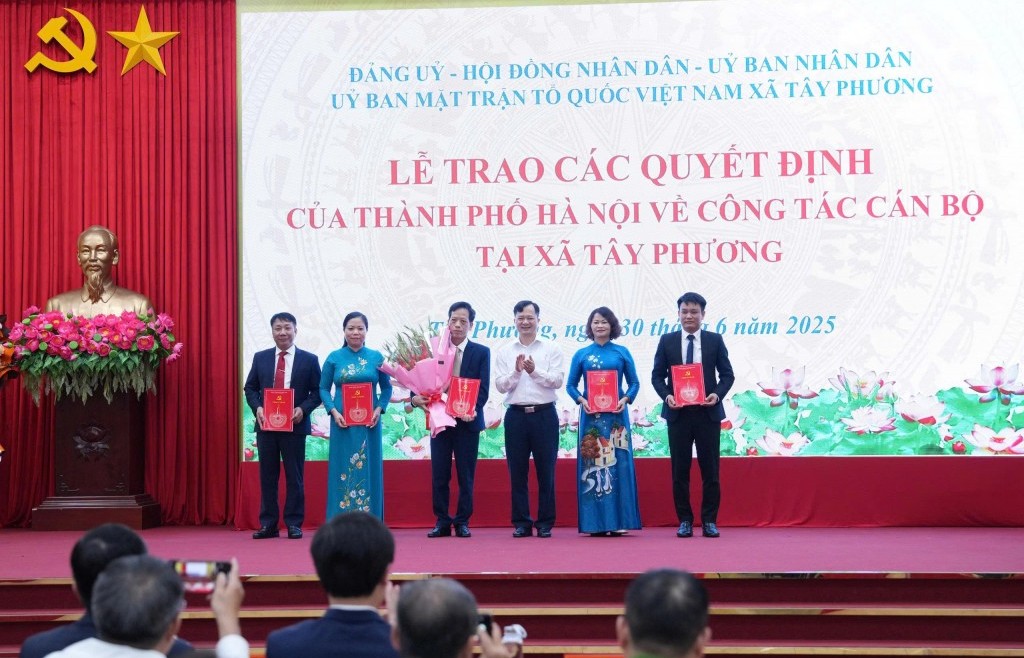 ĐẢNG UỶ - HỘI ĐỒNG NHÂN DÂN - UỶ BAN NHÂN DÂN
UỶ BAN MẶT TRẬN TỔ QUỐC VIỆT NAM XÃ TÂY PHƯƠNG
LỄ TRAO CÁC QUYẾT ĐỊNH
CỦA THÀNH PHỐ HÀ NỘI VỀ CÔNG TÁC CÁN BỘ
TẠI XÃ TÂY PHƯƠNG
Phương, ngày 30 tháng 6 năm 2025